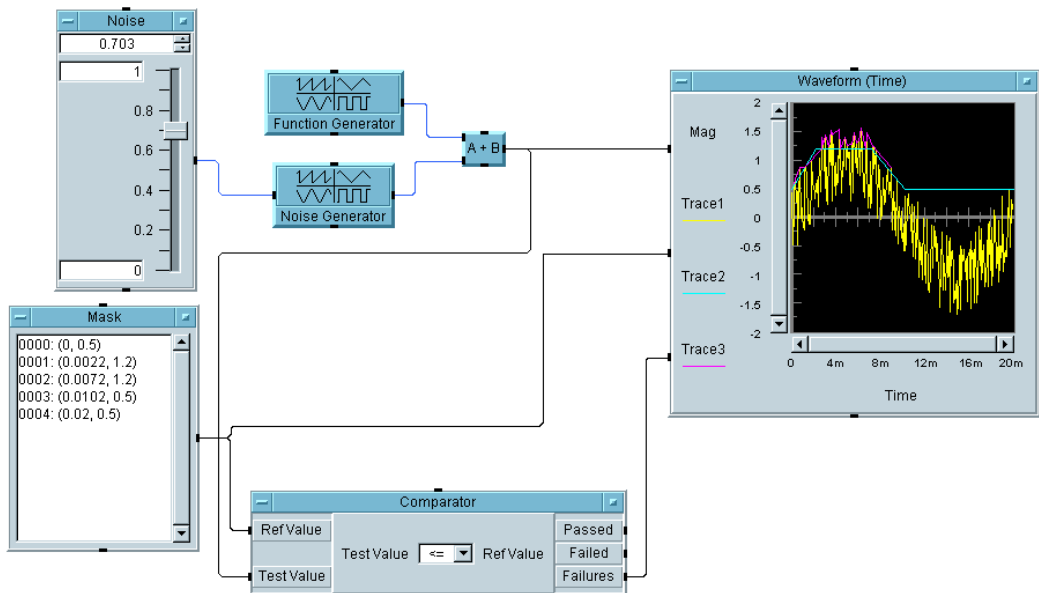 Noise
0.703
1
0.8
0.6
0.4
0.2
0
Function Generator
Noise Generator
A + B
Mask
0000: (0, 0.5)
0001: (0.0022, 1.2)
0002: (0.0072, 1.2)
0003: (0.0102, 0.5)
0004: (0.02, 0.5)
Waveform (Time)
Mag
Trace1
Trace2
Trace3
2
1.5
1
0.5
0
-0.5
-1
-1.5
-2
0 4m 8m 12m 16m 20m
Time
Comparator
Ref Value
Test Value
Test Value <= Ref Value
Passed
Failed
Failures